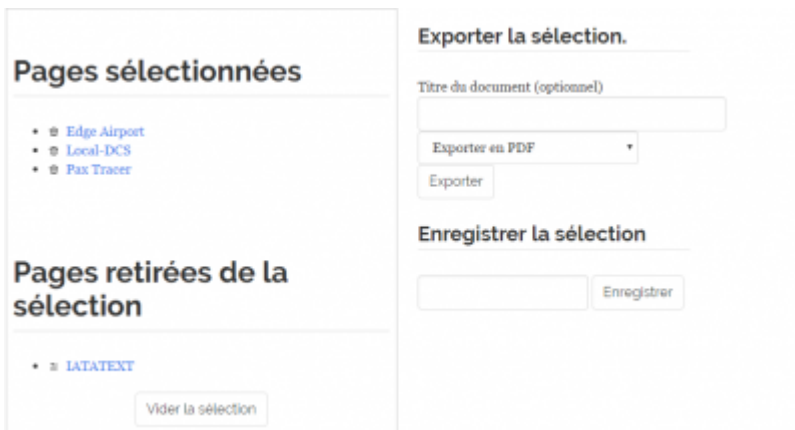 Pages sélectionnées
Edge Airport
Local-DCS
Pax Tracer
Pages retirées de la
sélection
IATATEXT
Vider la sélection
Exporter la sélection.
Titre du document (optionnel)
Exporter en PDF
Exporter
Enregistrer la sélection
Enregistrer